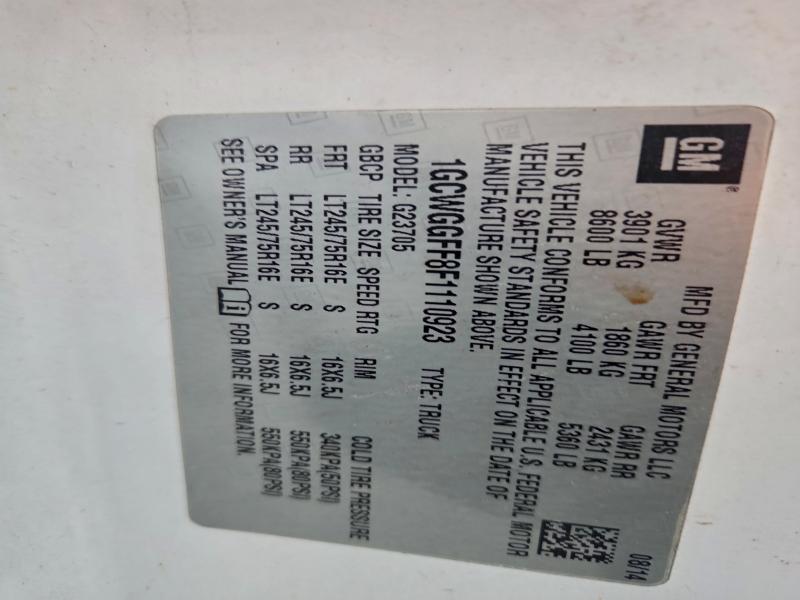 GM
MFD BY GENERAL MOTORS LLC 08/14
GVWR GAWR FRT GAWR RR
3901 KG 1860 KG 2431 KG
8600 LB 4100 LB 5360 LB
THIS VEHICLE CONFORMS TO ALL APPLICABLE U.S. FEDERAL MOTOR
VEHICLE SAFETY STANDARDS IN EFFECT ON THE DATE OF
MANUFACTURE SHOWN ABOVE.
1GCWGGFF8F1110923 TYPE: TRUCK
MODEL: G23705
GBCP TIRE SIZE SPEED RTG RIM COLD TIRE PRESSURE
FRT LT245/75R16E S 16X6.5J 340KPA(50PSI)
RR LT245/75R16E S 16X6.5J 550KPA(80PSI)
SPA LT245/75R16E S 16X6.5J 550KPA(80PSI)
SEE OWNER'S MANUAL FOR MORE INFORMATION.